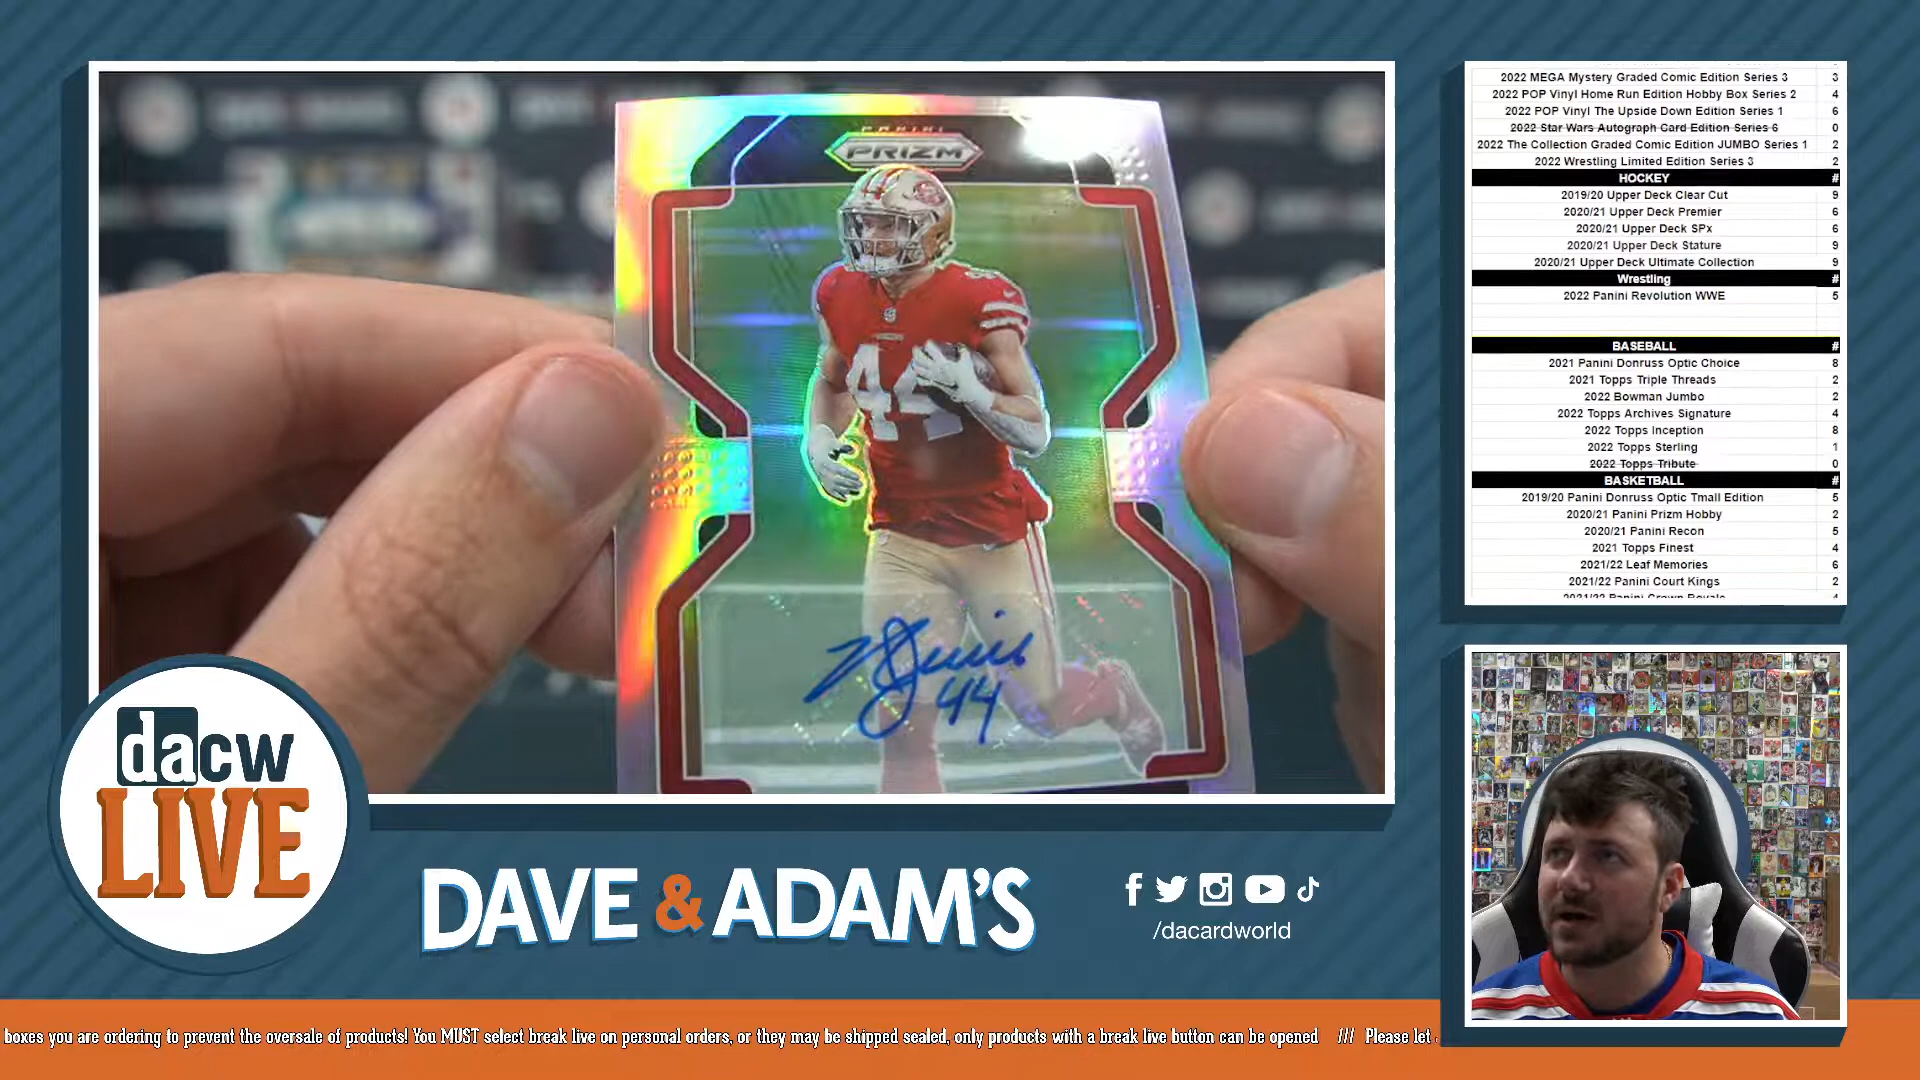 PANINI
PRIZM
44
44
dacw
LIVE
DAVE & ADAM'S
/dacardworld
2022 MEGA Mystery Graded Comic Edition Series 3 3
2022 POP Vinyl Home Run Edition Hobby Box Series 2 4
2022 POP Vinyl The Upside Down Edition Series 1 6
2022 Star Wars Autograph Card Edition Series 6 0
2022 The Collection Graded Comic Edition JUMBO Series 1 2
2022 Wrestling Limited Edition Series 3 2
HOCKEY #
2019/20 Upper Deck Clear Cut 9
2020/21 Upper Deck Premier 6
2020/21 Upper Deck SPx 6
2020/21 Upper Deck Stature 9
2020/21 Upper Deck Ultimate Collection 9
Wrestling #
2022 Panini Revolution WWE 5
BASEBALL #
2021 Panini Donruss Optic Choice 8
2021 Topps Triple Threads 2
2022 Bowman Jumbo 2
2022 Topps Archives Signature 4
2022 Topps Inception 8
2022 Topps Sterling 1
2022 Topps Tribute 0
BASKETBALL #
2019/20 Panini Donruss Optic Tmall Edition 5
2020/21 Panini Prizm Hobby 2
2020/21 Panini Recon 5
2021 Topps Finest 4
2021/22 Leaf Memories 6
2021/22 Panini Court Kings 2
2021/22 Panini Crown Royale 4
boxes you are ordering to prevent the oversale of products! You MUST select break live on personal orders, or they may be shipped sealed, only products with a break live button can be opened /// Please let